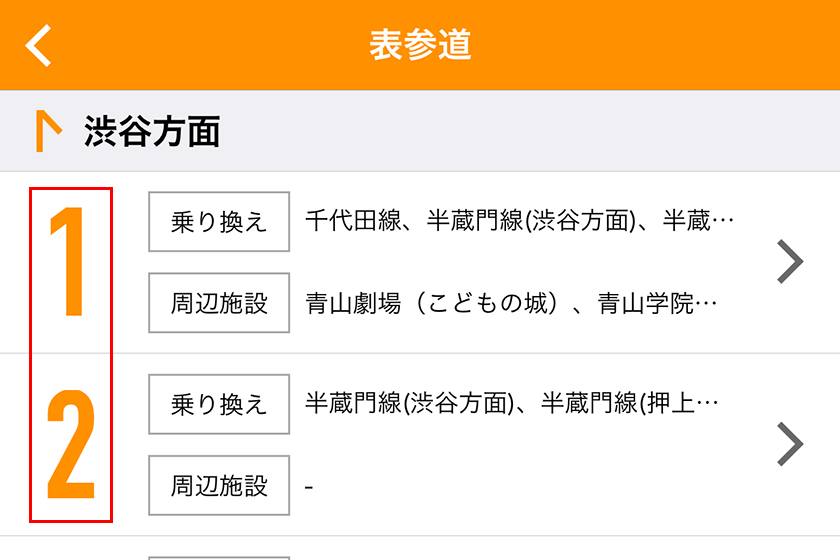 表参道
渋谷方面
1
乗り換え 千代田線、半蔵門線(渋谷方面)、半蔵…
周辺施設 青山劇場（こどもの城）、青山学院…
2
乗り換え 半蔵門線(渋谷方面)、半蔵門線(押上…
周辺施設 -